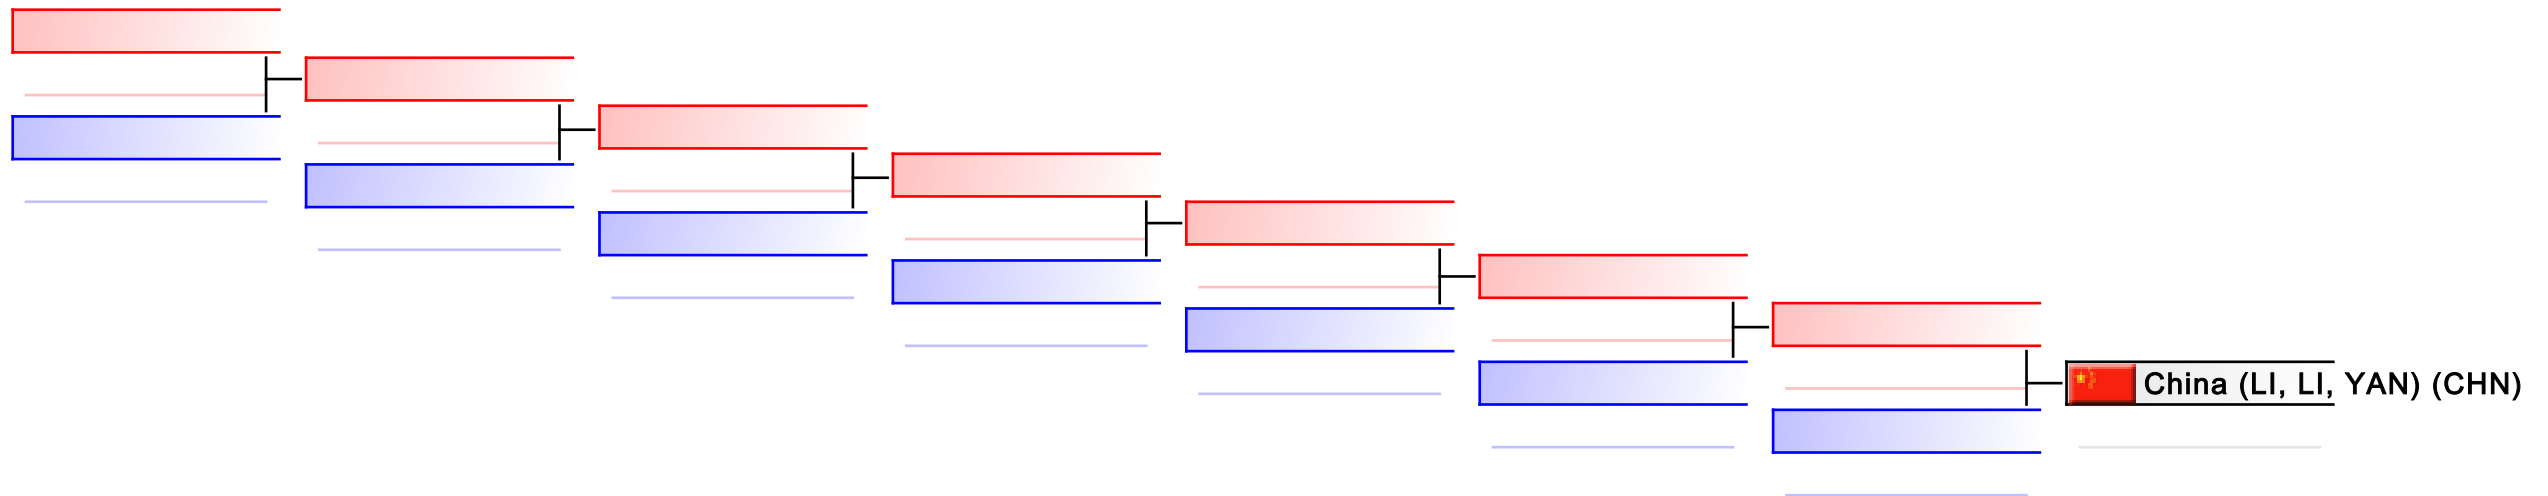 China (LI, LI, YAN) (CHN)